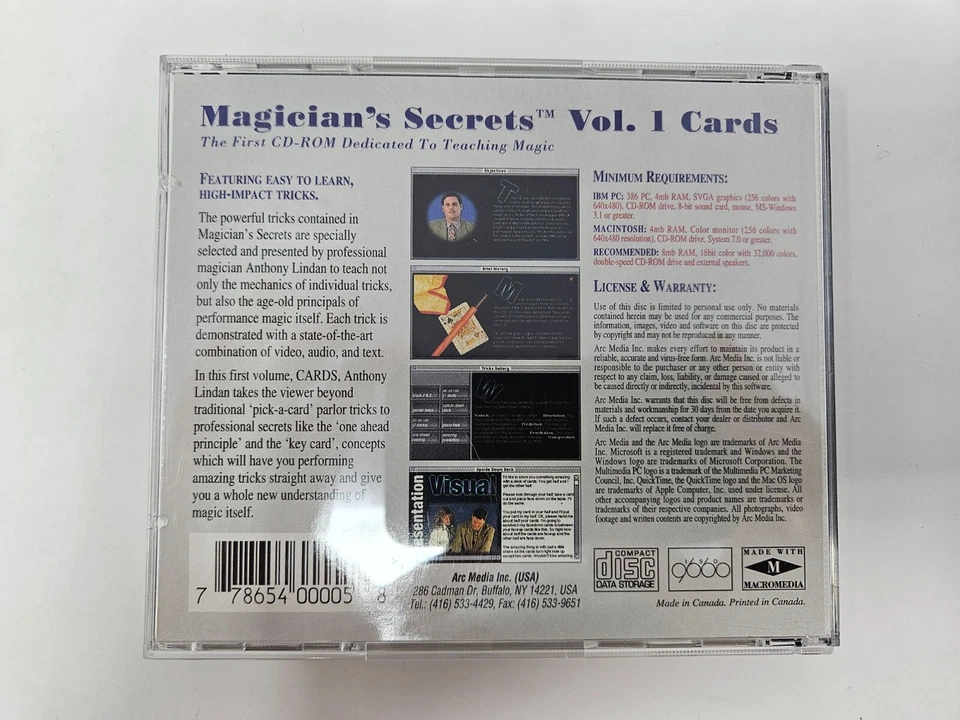 Magician's Secrets™ Vol. 1 Cards
The First CD-ROM Dedicated To Teaching Magic
FEATURING EASY TO LEARN,
HIGH-IMPACT TRICKS.
The powerful tricks contained in
Magician's Secrets are specially
selected and presented by professional
magician Anthony Lindan to teach not
only the mechanics of individual tricks,
but also the age-old principals of
performance magic itself. Each trick is
demonstrated with a state-of-the-art
combination of video, audio, and text.
In this first volume, CARDS, Anthony
Lindan takes the viewer beyond
traditional 'pick-a-card' parlor tricks to
professional secrets like the 'one ahead
principle' and the 'key card', concepts
which will have you performing
amazing tricks straight away and give
you a whole new understanding of
magic itself.
7 78654 00005 8
Objectives
Brief History
Tricks Gallery
Upside Down Deck
Visual
esentation
Arc Media Inc. (USA)
286 Cadman Dr, Buffalo, NY 14221, USA
Tel.: (416) 533-4429, Fax: (416) 533-9651
MINIMUM REQUIREMENTS:
IBM PC: 386 PC, 4mb RAM, SVGA graphics (256 colors with
640x480), CD-ROM drive, 8-bit sound card, mouse, MS-Windows
3.1 or greater.
MACINTOSH: 4mb RAM, Color monitor (256 colors with
640x480 resolution), CD-ROM drive, System 7.0 or greater.
RECOMMENDED: 8mb RAM, 16bit color with 32,000 colors,
double-speed CD-ROM drive and external speakers.
LICENSE & WARRANTY:
Use of this disc is limited to personal use only. No materials
contained herein may be used for any commercial purposes. The
information, images, video and software on this disc are protected
by copyright and may not be reproduced in any manner.
Arc Media Inc. makes every effort to maintain its product in a
reliable, accurate and virus-free form. Arc Media Inc. is not liable or
responsible to the purchaser or any other person or entity with
respect to any claim, loss, liability, or damage caused or alleged to
be caused directly or indirectly, incidental by this software.
Arc Media Inc. warrants that this disc will be free from defects in
materials and workmanship for 30 days from the date you acquire it.
If such a defect occurs, contact your dealer or distributor and Arc
Media Inc. will replace it free of charge.
Arc Media and the Arc Media logo are trademarks of Arc Media
Inc. Microsoft is a registered trademark and Windows and the
Windows logo are trademarks of Microsoft Corporation. The
Multimedia PC logo is a trademark of the Multimedia PC Marketing
Council, Inc. QuickTime, the QuickTime logo and the Mac OS logo
are trademarks of Apple Computer, Inc. used under license. All
other accompanying logos and product names are trademarks or
trademarks of their respective companies. All photographs, video
footage and written contents are copyrighted by Arc Media Inc.
COMPACT
disc
DATA STORAGE
9660
MADE WITH
M
MACROMEDIA
Made in Canada. Printed in Canada.